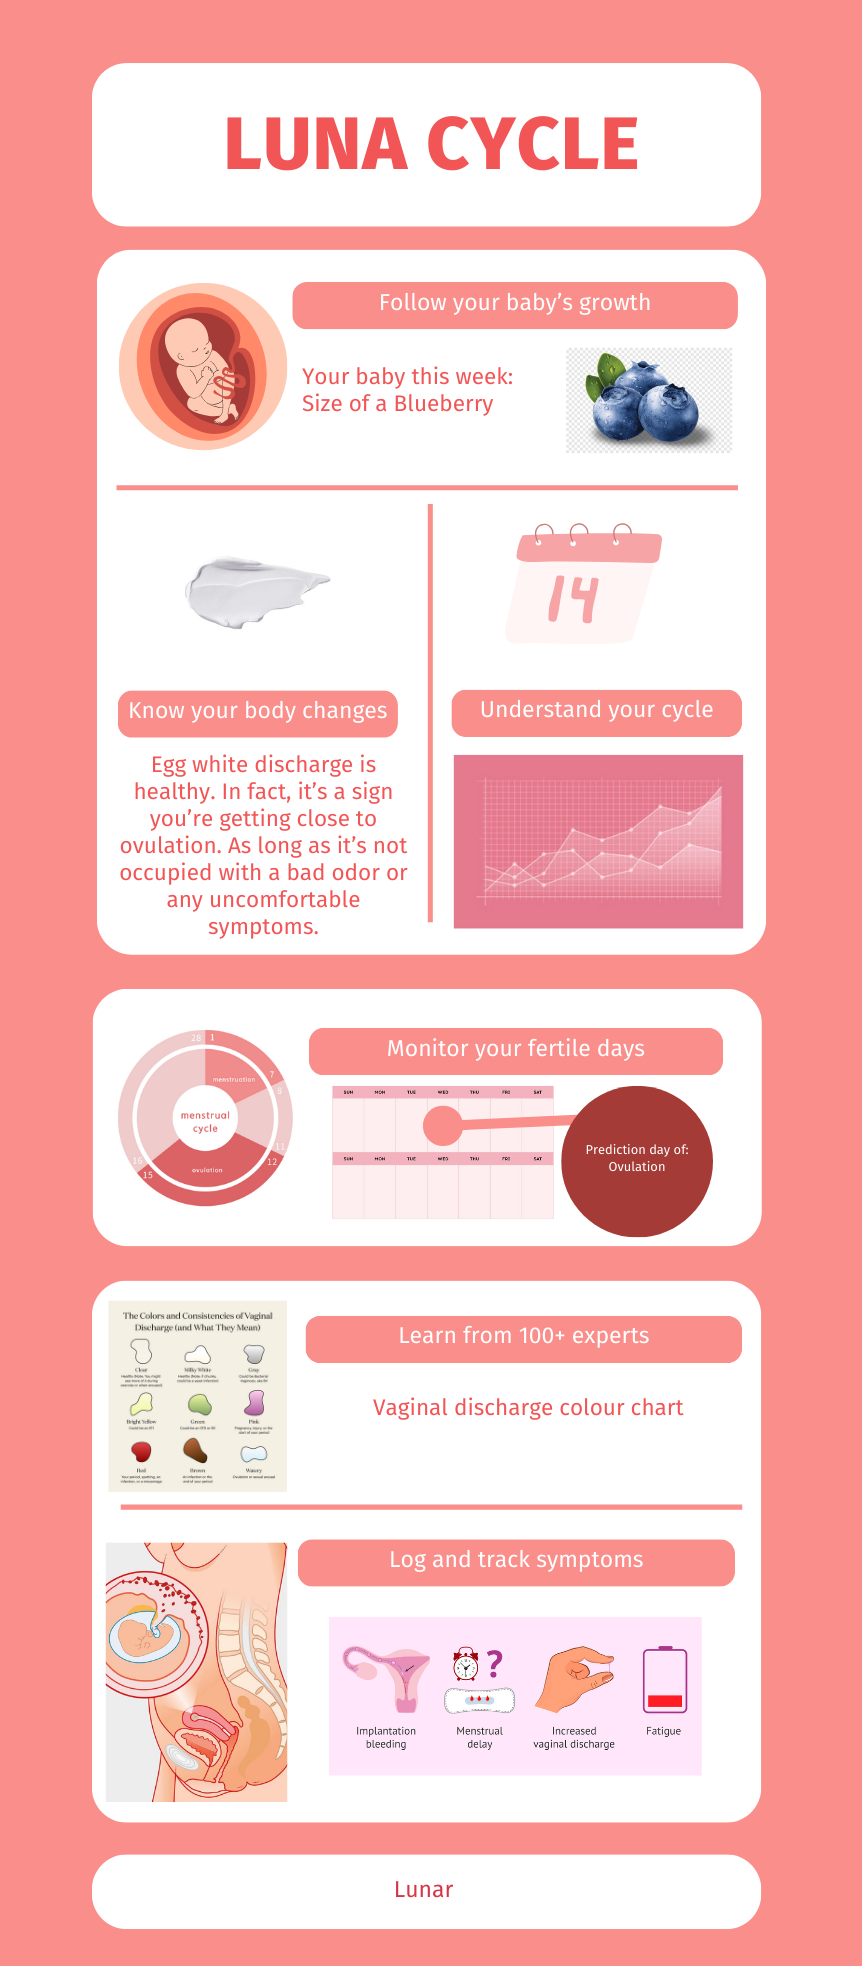 LUNA CYCLE
Follow your baby’s growth
Your baby this week:
Size of a Blueberry
14
Know your body changes
Egg white discharge is
healthy. In fact, it’s a sign
you’re getting close to
ovulation. As long as it’s not
occupied with a bad odor or
any uncomfortable
symptoms.
Understand your cycle
28 1
menstruation 7
8
menstrual
cycle
11
16 12
15 ovulation
Monitor your fertile days
SUN MON TUE WED THU FRI SAT
SUN MON TUE WED THU FRI SAT
Prediction day of:
Ovulation
The Colors and Consistencies of Vaginal
Discharge (and What They Mean)
Clear Milky White Gray
Bright Yellow Green Pink
Red Brown Watery
Learn from 100+ experts
Vaginal discharge colour chart
Log and track symptoms
?
Implantation
bleeding
Menstrual
delay
Increased
vaginal discharge
Fatigue
Lunar